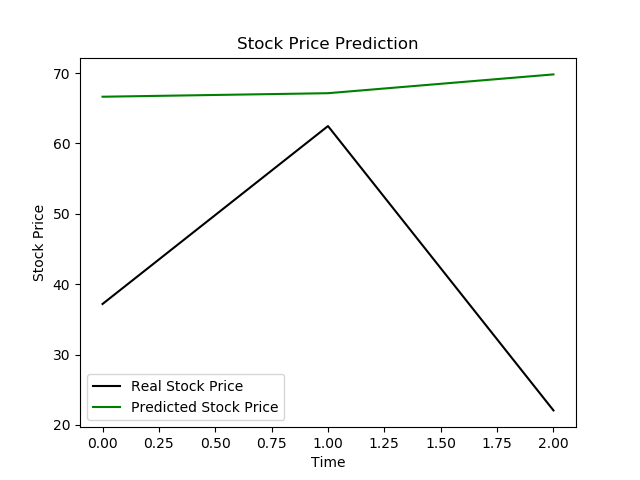 Stock Price Prediction
70
60
50
40
30
20
Stock Price
Real Stock Price
Predicted Stock Price
0.00 0.25 0.50 0.75 1.00 1.25 1.50 1.75 2.00
Time